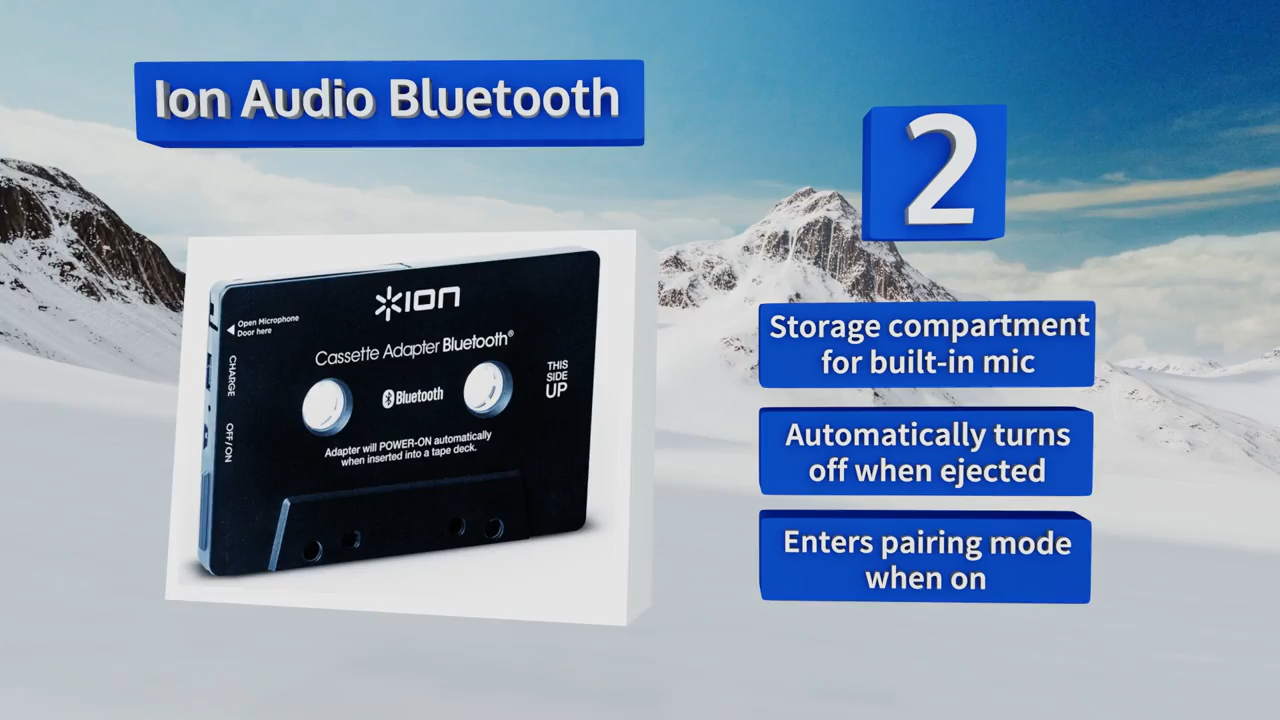 Ion Audio Bluetooth
2
ION
Open Microphone
Door here
CHARGE
OFF/ON
Cassette Adapter Bluetooth®
Bluetooth
THIS
SIDE
UP
Adapter will POWER-ON automatically
when inserted into a tape deck.
Storage compartment
for built-in mic
Automatically turns
off when ejected
Enters pairing mode
when on